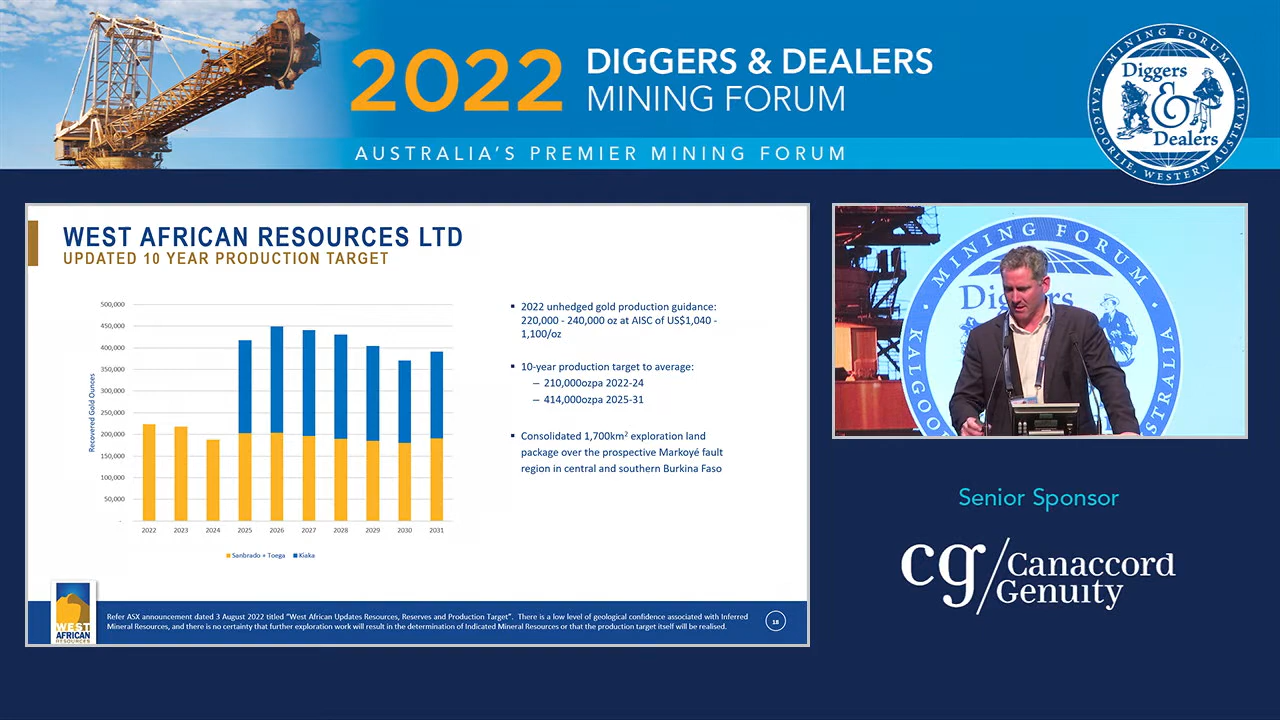 2022
DIGGERS & DEALERS
MINING FORUM
AUSTRALIA'S PREMIER MINING FORUM
MINING FORUM
Diggers
&
Dealers
KALGOORLIE, WESTERN AUSTRALIA
WEST AFRICAN RESOURCES LTD
UPDATED 10 YEAR PRODUCTION TARGET
500,000
450,000
400,000
350,000
300,000
250,000
200,000
150,000
100,000
50,000
-
Recovered Gold Ounces
2022 2023 2024 2025 2026 2027 2028 2029 2030 2031
Sanbrado + Toega Kiaka
▪ 2022 unhedged gold production guidance:
220,000 - 240,000 oz at AISC of US$1,040 -
1,100/oz
▪ 10-year production target to average:
– 210,000ozpa 2022-24
– 414,000ozpa 2025-31
▪ Consolidated 1,700km² exploration land
package over the prospective Markoyé fault
region in central and southern Burkina Faso
WEST
AFRICAN
RESOURCES
Refer ASX announcement dated 3 August 2022 titled "West African Updates Resources, Reserves and Production Target". There is a low level of geological confidence associated with Inferred
Mineral Resources, and there is no certainty that further exploration work will result in the determination of Indicated Mineral Resources or that the production target itself will be realised.
18
MINING FORUM
KALGOO
STRALIA
Senior Sponsor
cg/Canaccord
Genuity